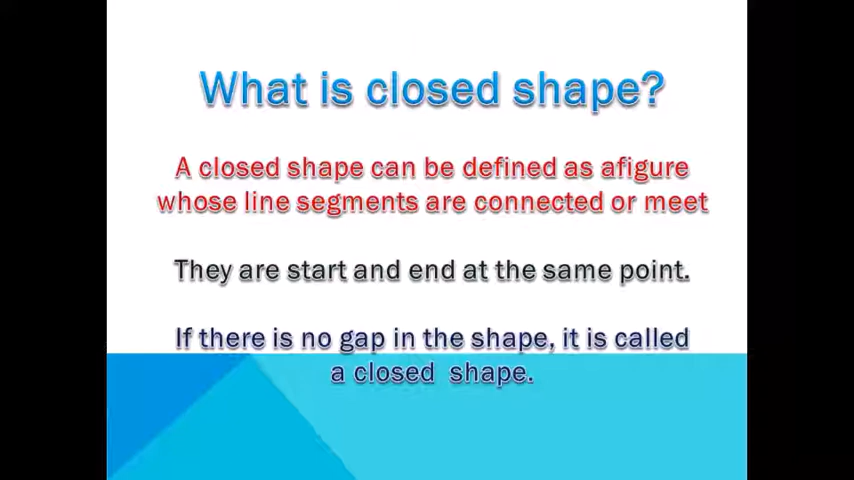 What is closed shape?
A closed shape can be defined as afigure
whose line segments are connected or meet
They are start and end at the same point.
If there is no gap in the shape, it is called
a closed shape.